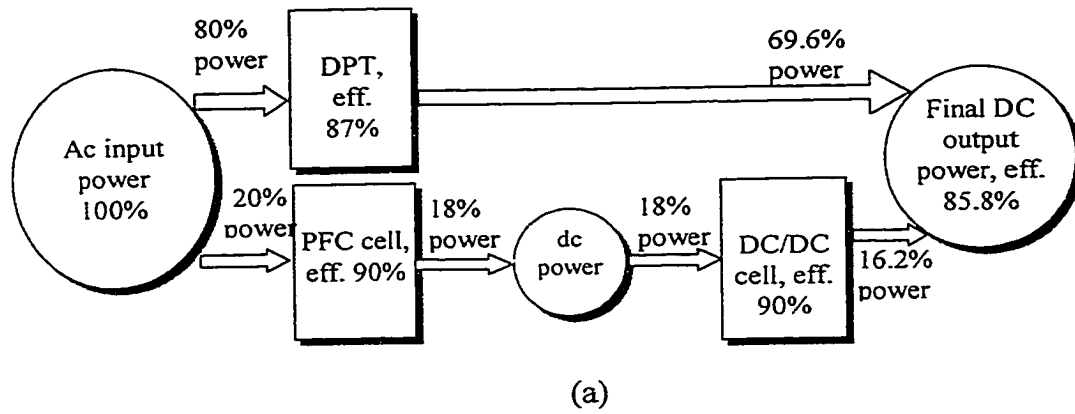 80%
power
DPT,
eff.
87%
69.6%
power
Ac input
power
100%
Final DC
output
power, eff.
85.8%
20%
power
PFC cell,
eff. 90%
18%
power
dc
power
18%
power
DC/DC
cell, eff.
90%
16.2%
power
(a)